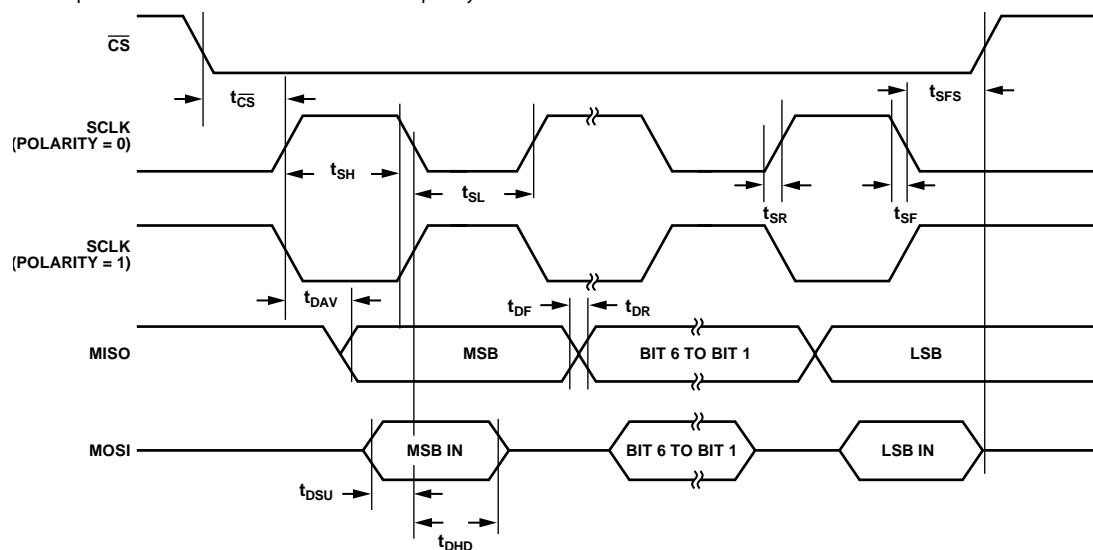 CS
tCS
tSFS
SCLK
(POLARITY = 0)
tSH
tSL
tSR
tSF
SCLK
(POLARITY = 1)
tDAV
tDF
tDR
MISO
MSB
BIT 6 TO BIT 1
LSB
MOSI
MSB IN
BIT 6 TO BIT 1
LSB IN
tDSU
tDHD